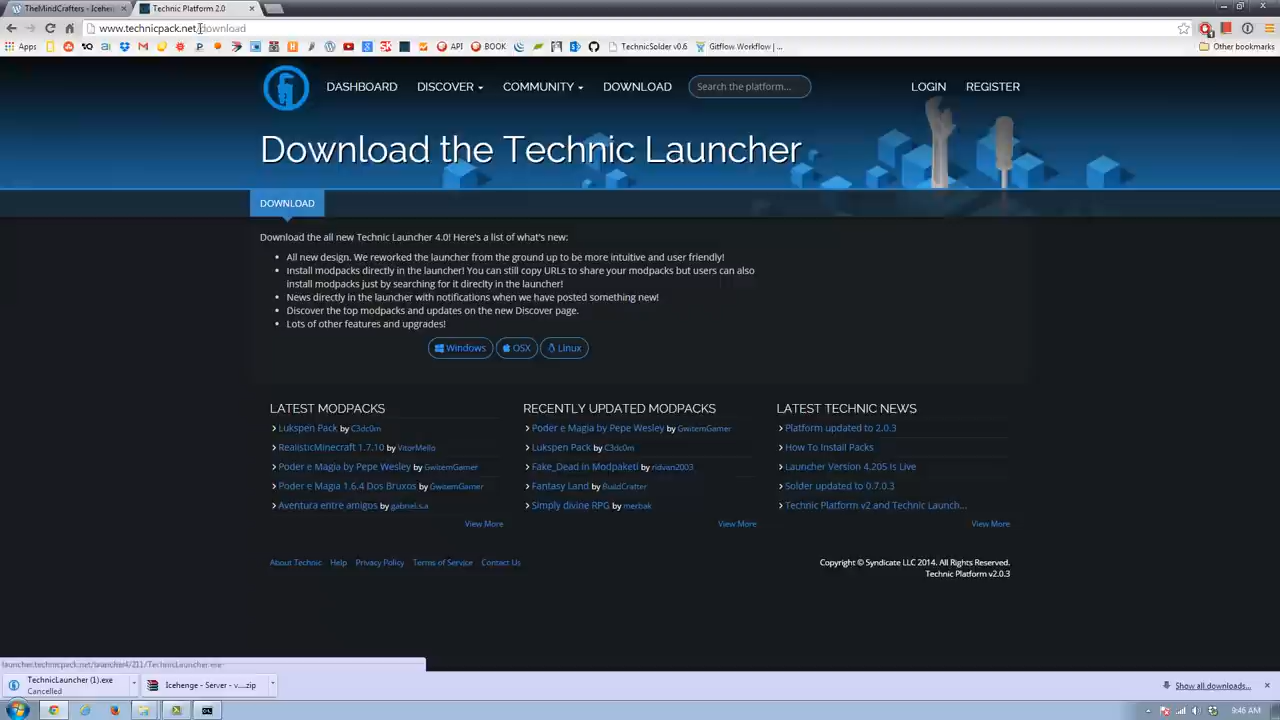 TheMindCrafters - Icehen
Technic Platform 2.0
www.technicpack.net/download
Apps
API
BOOK
TechnicSolder v0.6
Gitflow Workflow |...
Other bookmarks
DASHBOARD
DISCOVER
COMMUNITY
DOWNLOAD
Search the platform...
LOGIN
REGISTER
Download the Technic Launcher
DOWNLOAD
Download the all new Technic Launcher 4.0! Here's a list of what's new:
All new design. We reworked the launcher from the ground up to be more intuitive and user friendly!
Install modpacks directly in the launcher! You can still copy URLs to share your modpacks but users can also
install modpacks just by searching for it direcity in the launcher!
News directly in the launcher with notifications when we have posted something new!
Discover the top modpacks and updates on the new Discover page.
Lots of other features and upgrades!
Windows
OSX
Linux
LATEST MODPACKS
Lukspen Pack by C3dc0m
RealisticMinecraft 1.7.10 by VitorMello
Poder e Magia by Pepe Wesley by GwitemGamer
Poder e Magia 1.6.4 Dos Bruxos by GwitemGamer
Aventura entre amigos by gabriel.s.a
View More
RECENTLY UPDATED MODPACKS
Poder e Magia by Pepe Wesley by GwitemGamer
Lukspen Pack by C3dc0m
Fake_Dead in Modpaketi by ridvan2003
Fantasy Land by BuildCrafter
Simply divine RPG by merbak
View More
LATEST TECHNIC NEWS
Platform updated to 2.0.3
How To Install Packs
Launcher Version 4.205 Is Live
Solder updated to 0.7.0.3
Technic Platform v2 and Technic Launch...
View More
About Technic
Help
Privacy Policy
Terms of Service
Contact Us
Copyright © Syndicate LLC 2014. All Rights Reserved.
Technic Platform v2.0.3
launcher.technicpack.net/launcher4/211/TechnicLauncher.exe
TechnicLauncher (1).exe
Cancelled
Icehenge - Server - v....zip
Show all downloads...
9:46 AM